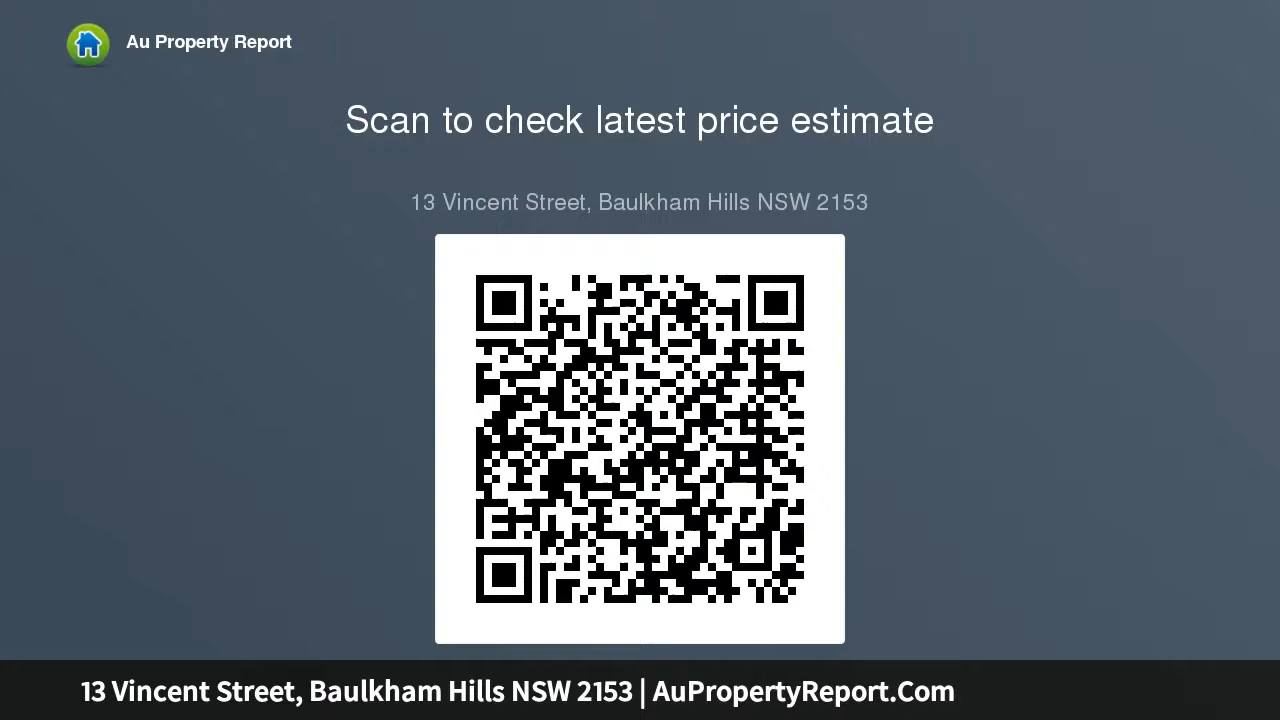 Au Property Report
Scan to check latest price estimate
13 Vincent Street, Baulkham Hills NSW 2153
13 Vincent Street, Baulkham Hills NSW 2153 | AuPropertyReport.Com